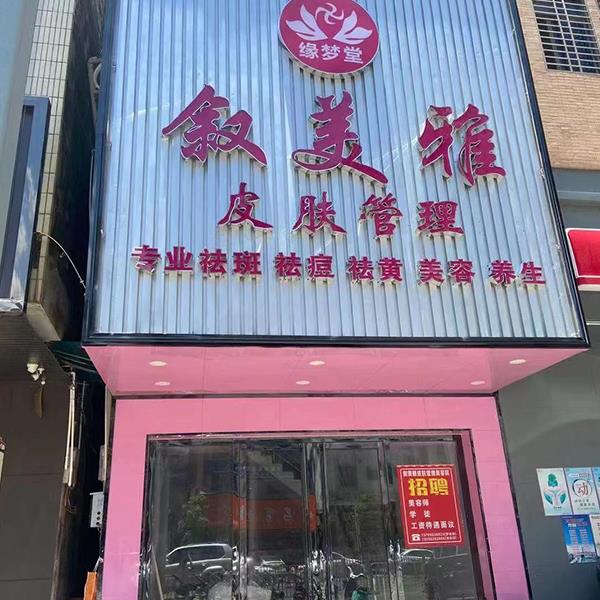 缘梦堂
叙美雅
皮肤管理
专业祛斑 祛痘 祛黄 美容 养生
招聘
美容师
学徒
工资待遇面议
动